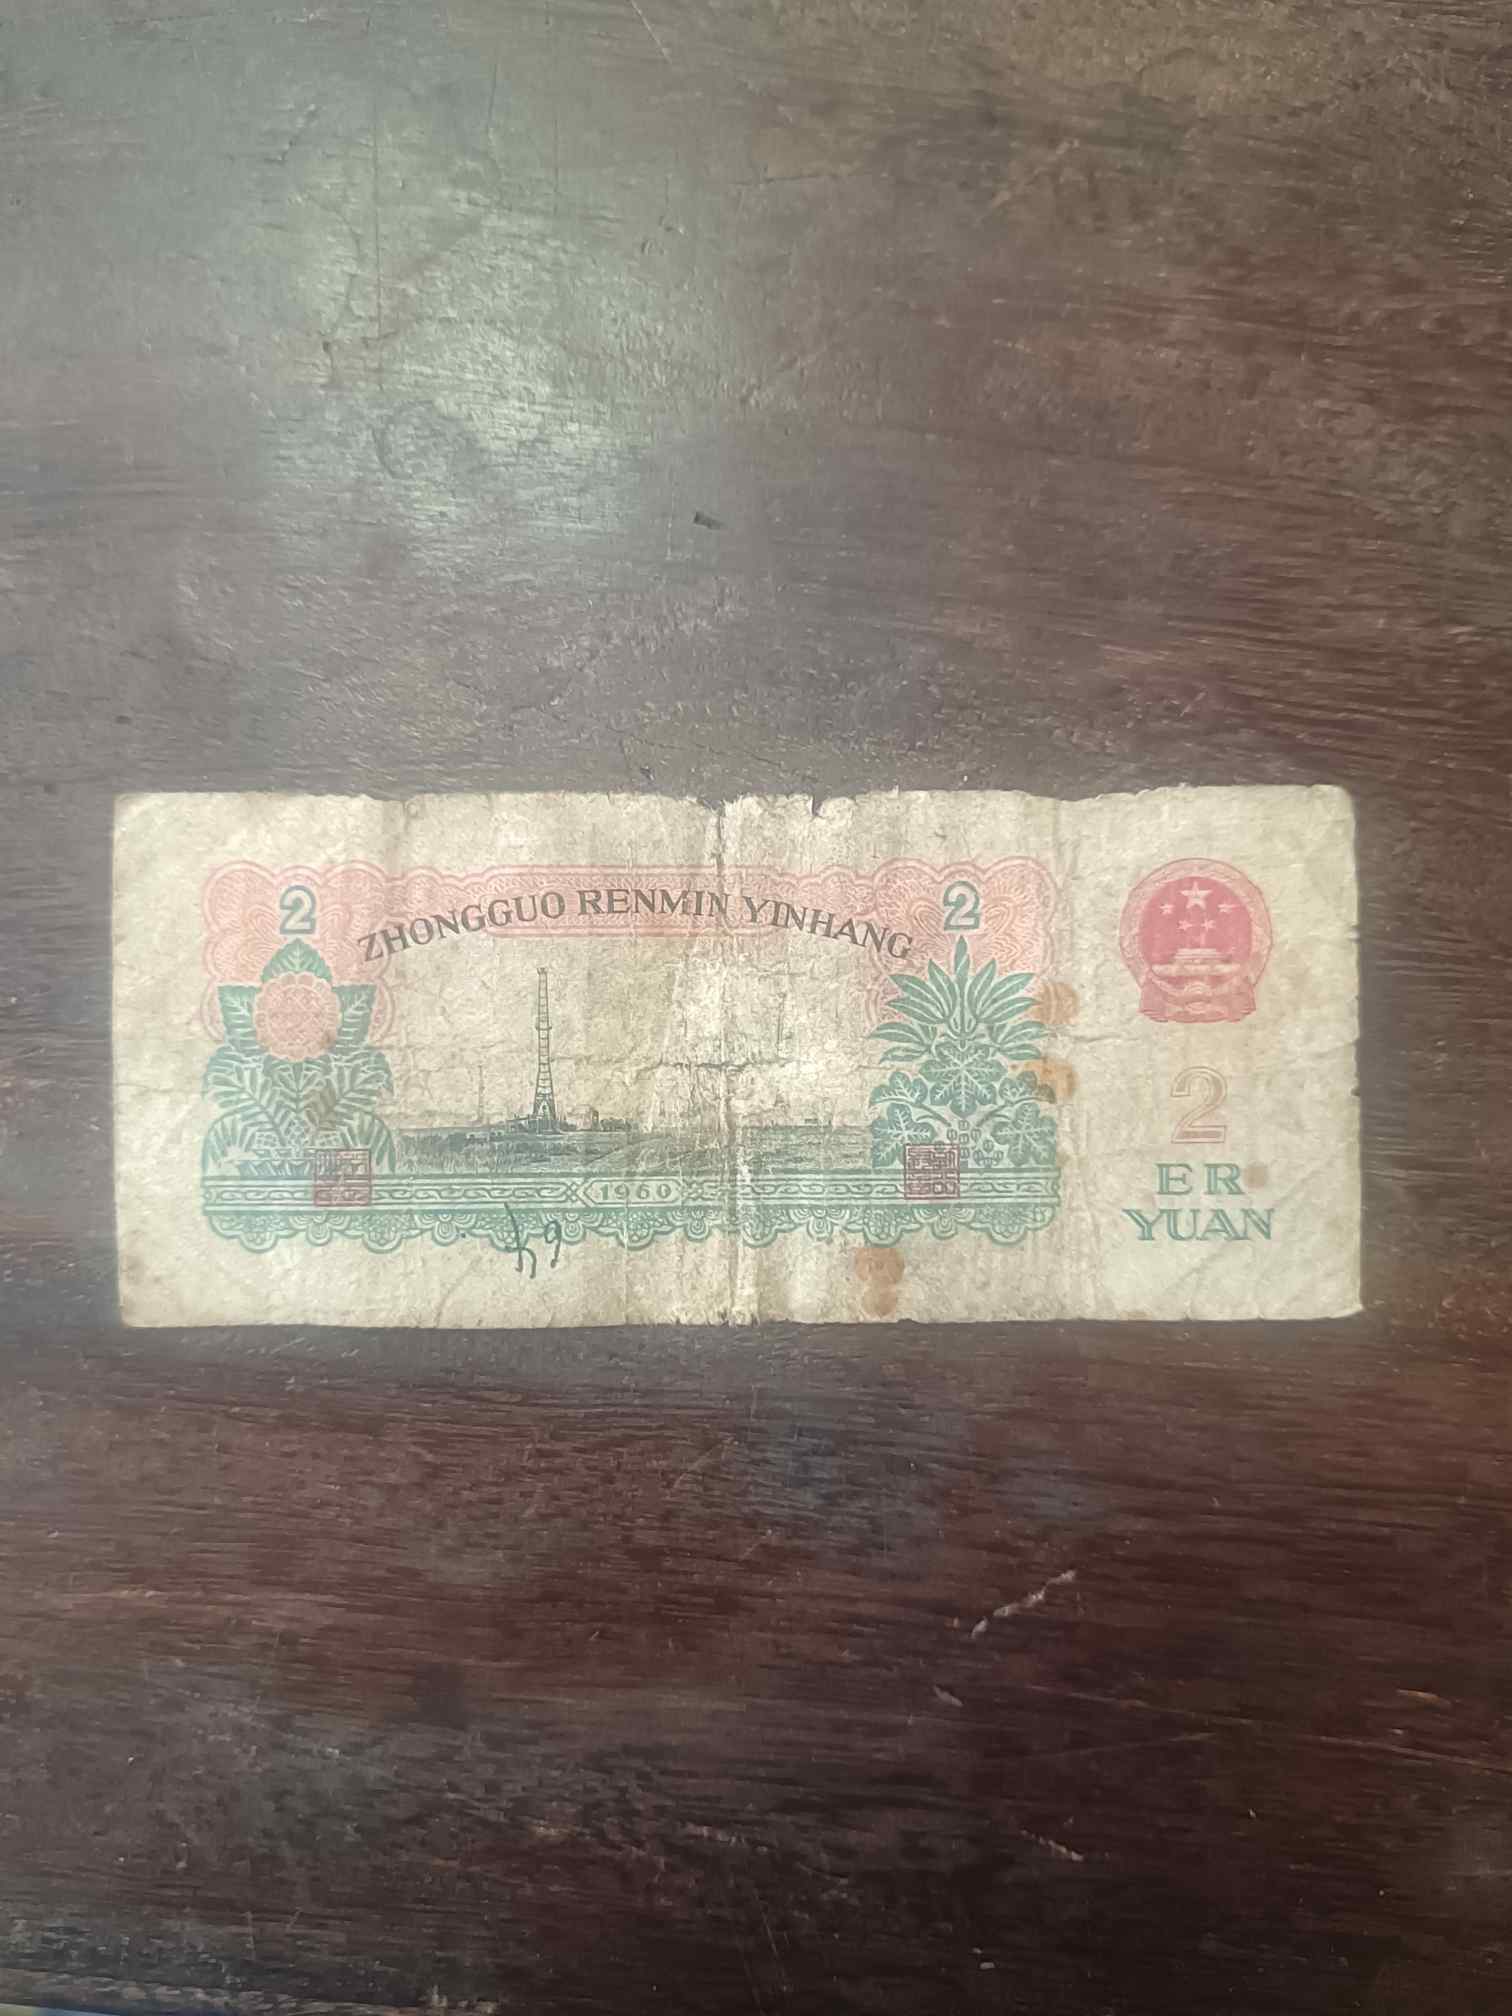 2 ZHONGGUO RENMIN YINHANG 2
1960
2
ER
YUAN